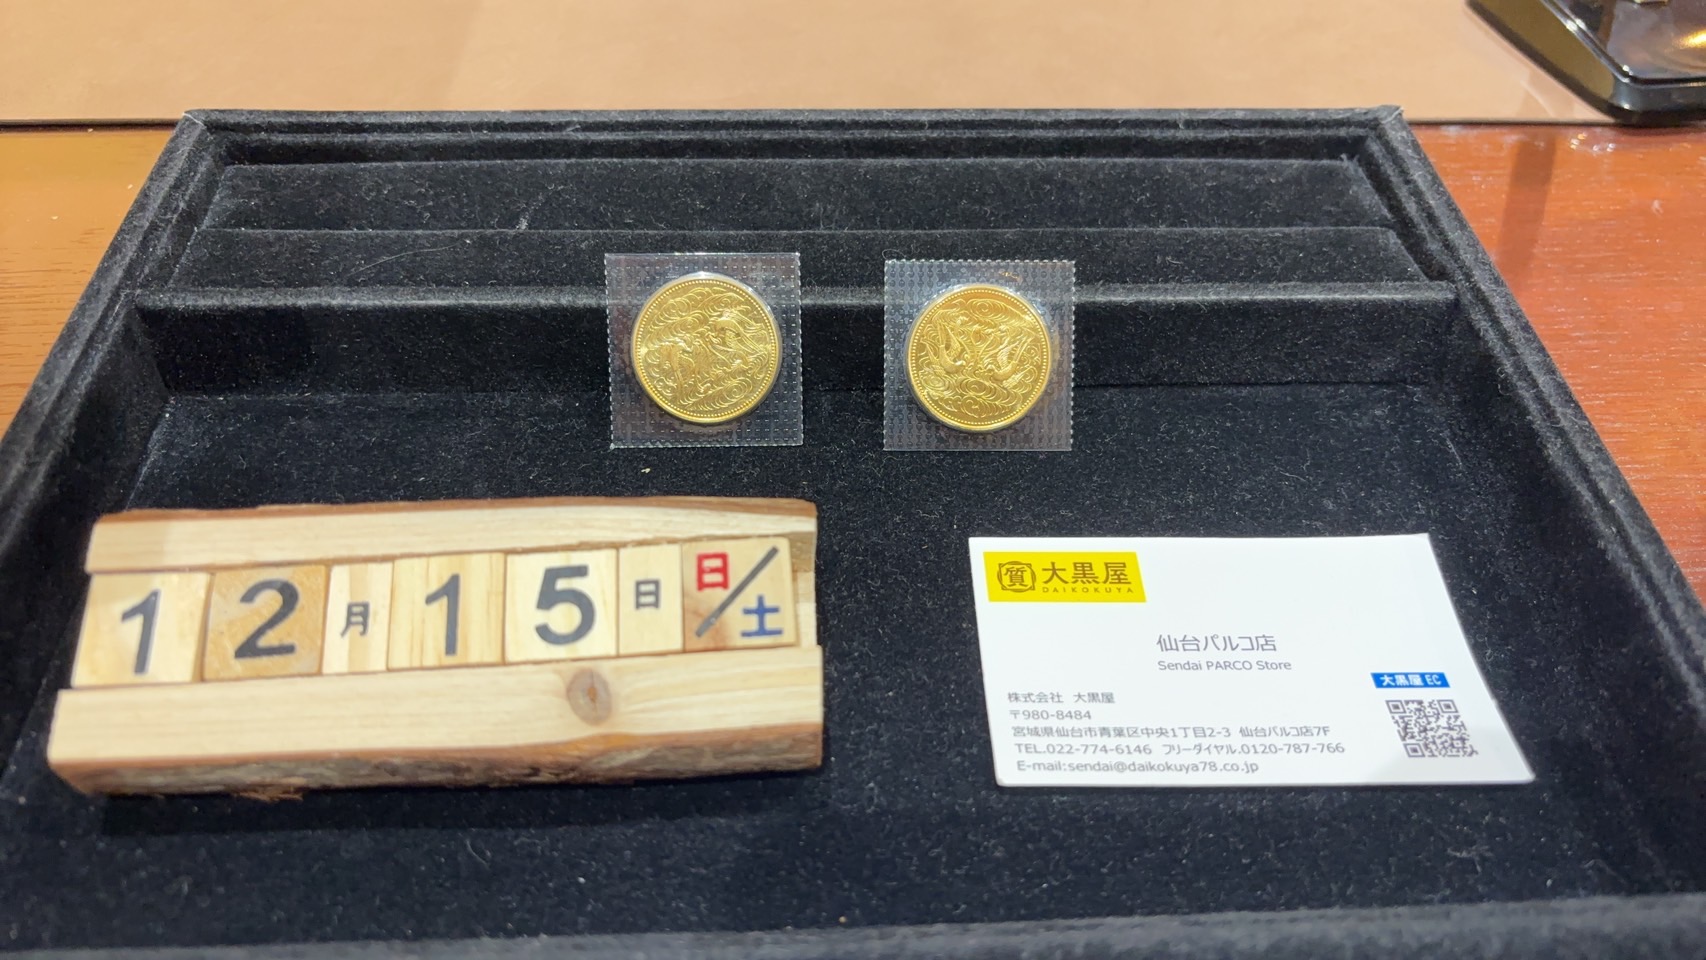 12月15日 日/土
質 大黒屋
DAIKOKUYA
仙台パルコ店
Sendai PARCO Store
大黒屋 EC
株式会社 大黒屋
〒980-8484
宮城県仙台市青葉区中央1丁目2-3 仙台パルコ店7F
TEL.022-774-6146 フリーダイヤル.0120-787-766
E-mail:sendai@daikokuya78.co.jp